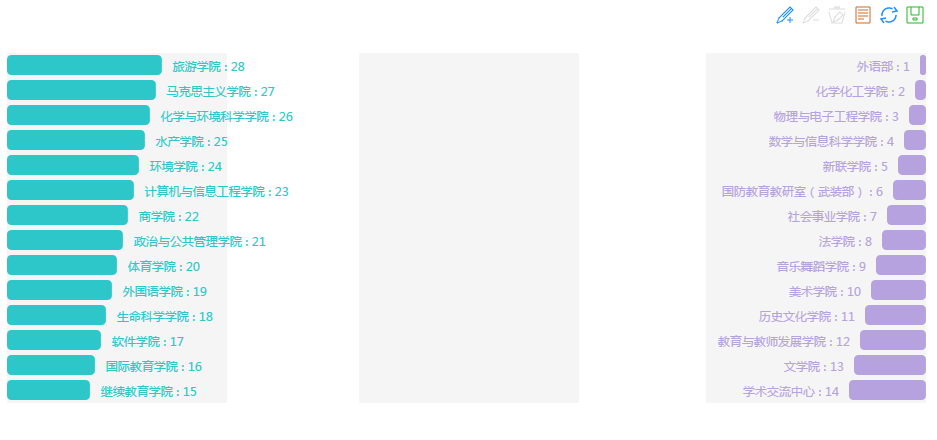 旅游学院 : 28
马克思主义学院 : 27
化学与环境科学学院 : 26
水产学院 : 25
环境学院 : 24
计算机与信息工程学院 : 23
商学院 : 22
政治与公共管理学院 : 21
体育学院 : 20
外国语学院 : 19
生命科学学院 : 18
软件学院 : 17
国际教育学院 : 16
继续教育学院 : 15
外语部 : 1
化学化工学院 : 2
物理与电子工程学院 : 3
数学与信息科学学院 : 4
新联学院 : 5
国防教育教研室（武装部） : 6
社会事业学院 : 7
法学院 : 8
音乐舞蹈学院 : 9
美术学院 : 10
历史文化学院 : 11
教育与教师发展学院 : 12
文学院 : 13
学术交流中心 : 14